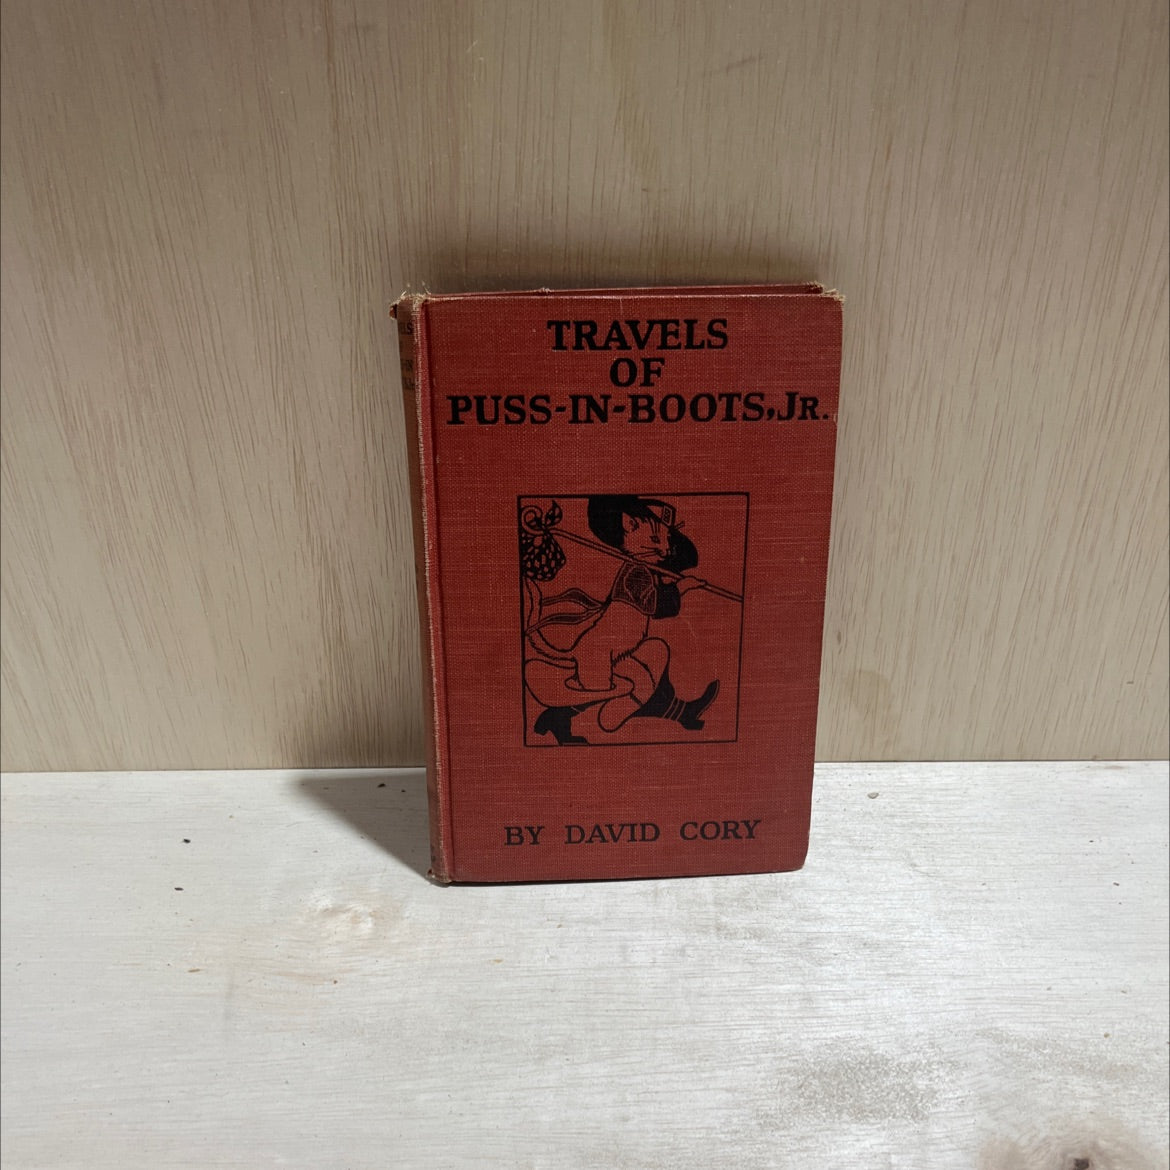 TRAVELS
OF
PUSS-IN-BOOTS, JR.
BY DAVID CORY